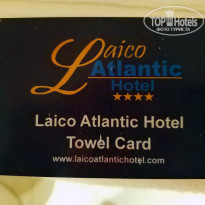 TOP Hotels
ФОТО ТУРИСТА
Laico
Atlantic
Hotel
★★★★
Laico Atlantic Hotel
Towel Card
www.laicoatlantichotel.com